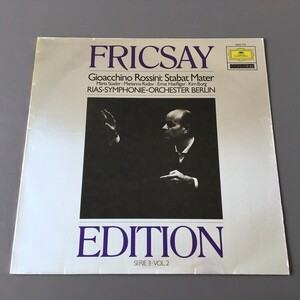 FRICSAY
Gioacchino Rossini: Stabat Mater
Maria Stader · Marianna Radev · Ernst Haefliger · Kim Borg
RIAS-SYMPHONIE-ORCHESTER BERLIN
EDITION
SERIE II · VOL. 2